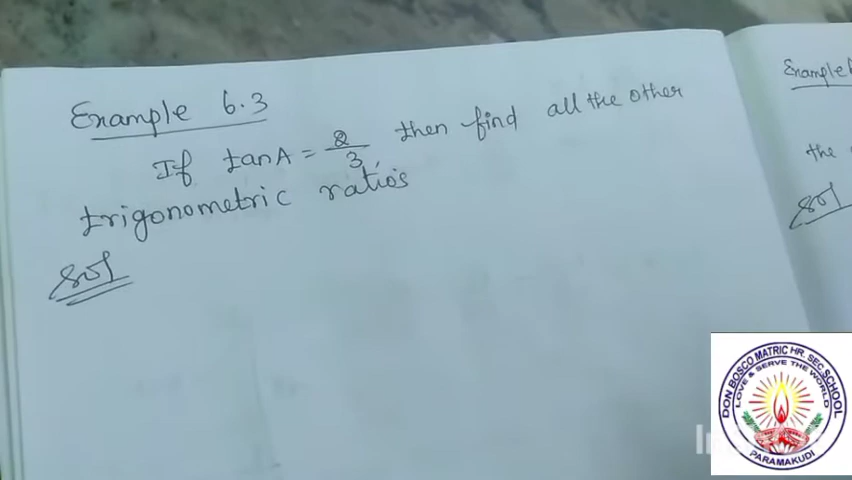 Example 6.3
If tanA = 2/3 then find all the other
trigonometric ratios
Sol
Example
the
Sol
DON BOSCO MATRIC HR. SEC. SCHOOL
LOVE & SERVE THE WORLD
PARAMAKUDI